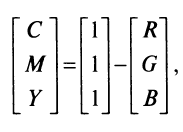 [C] = [1] - [R]
[M] = [1] - [G]
[Y] = [1] - [B],